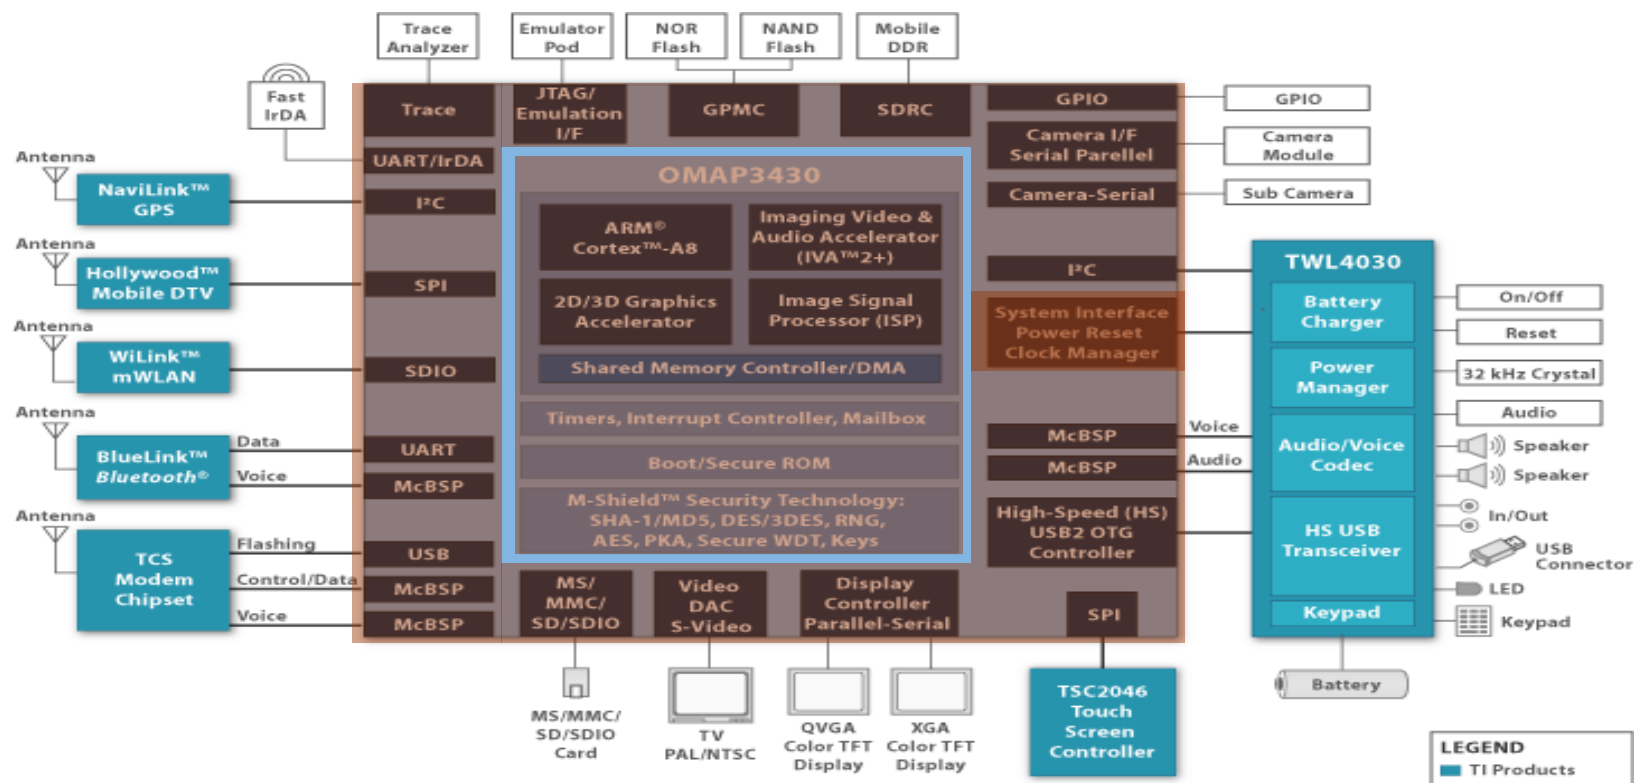 Trace
Analyzer
Emulator
Pod
NOR
Flash
NAND
Flash
Mobile
DDR
Fast
IrDA
Trace
JTAG/
Emulation
I/F
GPMC
SDRC
GPIO
GPIO
Camera I/F
Serial Parellel
Camera
Module
UART/IrDA
Camera-Serial
Sub Camera
Antenna
NaviLink™
GPS
I²C
OMAP3430
ARM®
Cortex™-A8
Imaging Video &
Audio Accelerator
(IVA™2+)
Antenna
Hollywood™
Mobile DTV
SPI
2D/3D Graphics
Accelerator
Image Signal
Processor (ISP)
I²C
System Interface
Power Reset
Clock Manager
TWL4030
Battery
Charger
On/Off
Reset
Antenna
WiLink™
mWLAN
SDIO
Shared Memory Controller/DMA
Power
Manager
32 kHz Crystal
Audio
Timers, Interrupt Controller, Mailbox
Antenna
BlueLink™
Bluetooth®
Data
Voice
UART
McBSP
Boot/Secure ROM
McBSP
McBSP
Voice
Audio
Audio/Voice
Codec
Speaker
Speaker
M-Shield™ Security Technology:
SHA-1/MD5, DES/3DES, RNG,
AES, PKA, Secure WDT, Keys
High-Speed (HS)
USB2 OTG
Controller
HS USB
Transceiver
In/Out
USB
Connector
LED
Keypad
Keypad
Antenna
TCS
Modem
Chipset
Flashing
Control/Data
Voice
USB
McBSP
McBSP
MS/
MMC/
SD/SDIO
Video
DAC
S-Video
Display
Controller
Parallel-Serial
SPI
Battery
MS/MMC/
SD/SDIO
Card
TV
PAL/NTSC
QVGA
Color TFT
Display
XGA
Color TFT
Display
TSC2046
Touch
Screen
Controller
LEGEND
TI Products